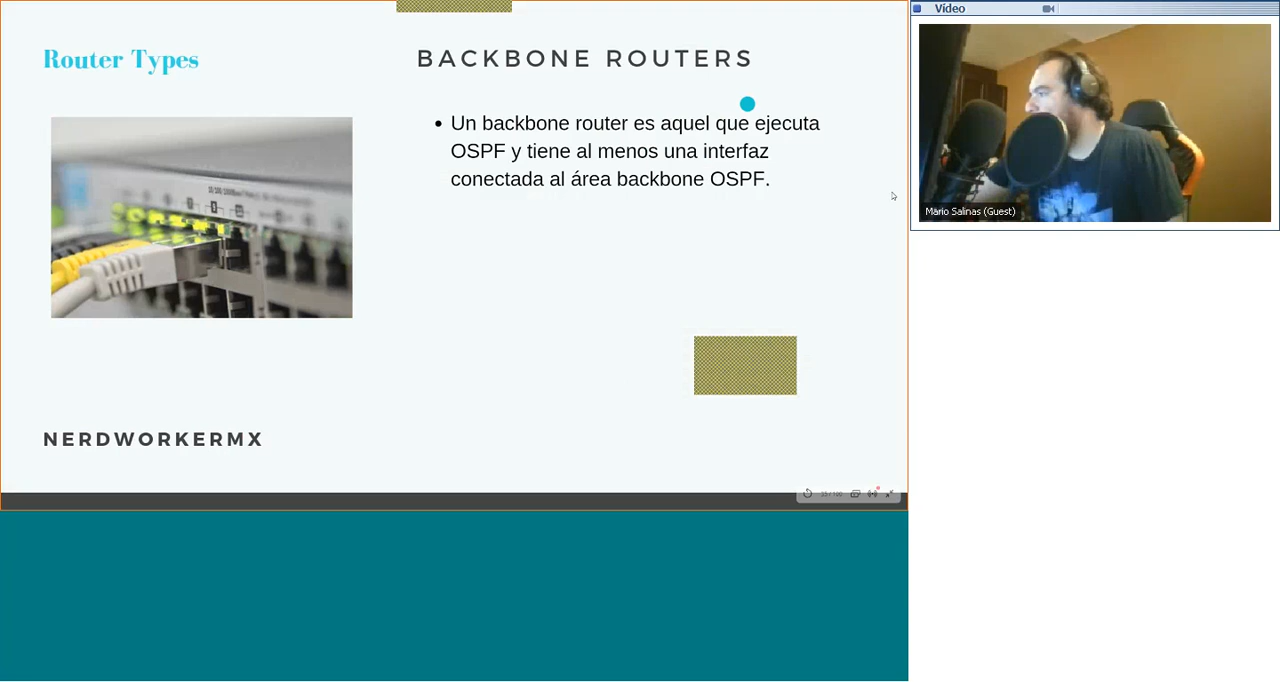 Router Types
BACKBONE ROUTERS
Un backbone router es aquel que ejecuta
OSPF y tiene al menos una interfaz
conectada al área backbone OSPF.
NERDWORKERMX
Vídeo
Mario Salinas (Guest)